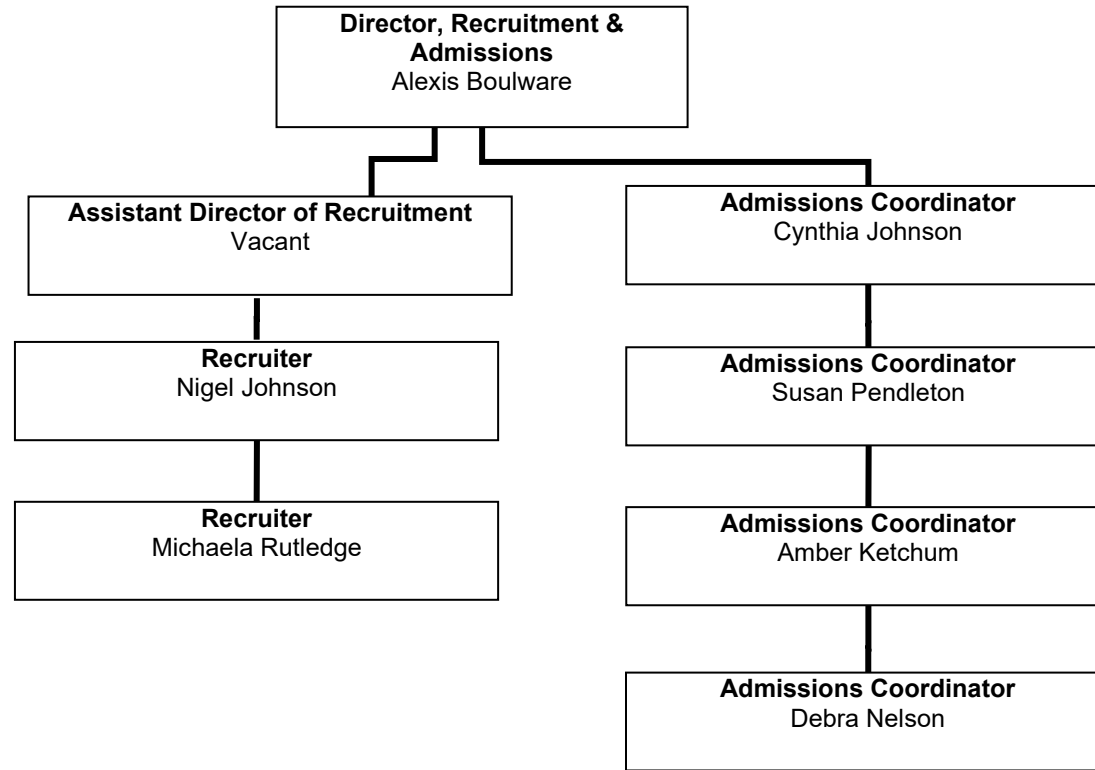 Director, Recruitment &
Admissions
Alexis Boulware
Assistant Director of Recruitment
Vacant
Recruiter
Nigel Johnson
Recruiter
Michaela Rutledge
Admissions Coordinator
Cynthia Johnson
Admissions Coordinator
Susan Pendleton
Admissions Coordinator
Amber Ketchum
Admissions Coordinator
Debra Nelson